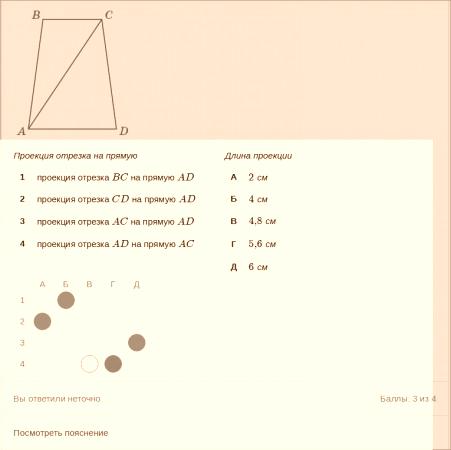 B C
A D
Проекция отрезка на прямую Длина проекции
1 проекция отрезка BC на прямую AD А 2 см
2 проекция отрезка CD на прямую AD Б 4 см
3 проекция отрезка AC на прямую AD В 4,8 см
4 проекция отрезка AD на прямую AC Г 5,6 см
Д 6 см
А Б В Г Д
1
2
3
4
Вы ответили неточно Баллы: 3 из 4
Посмотреть пояснение